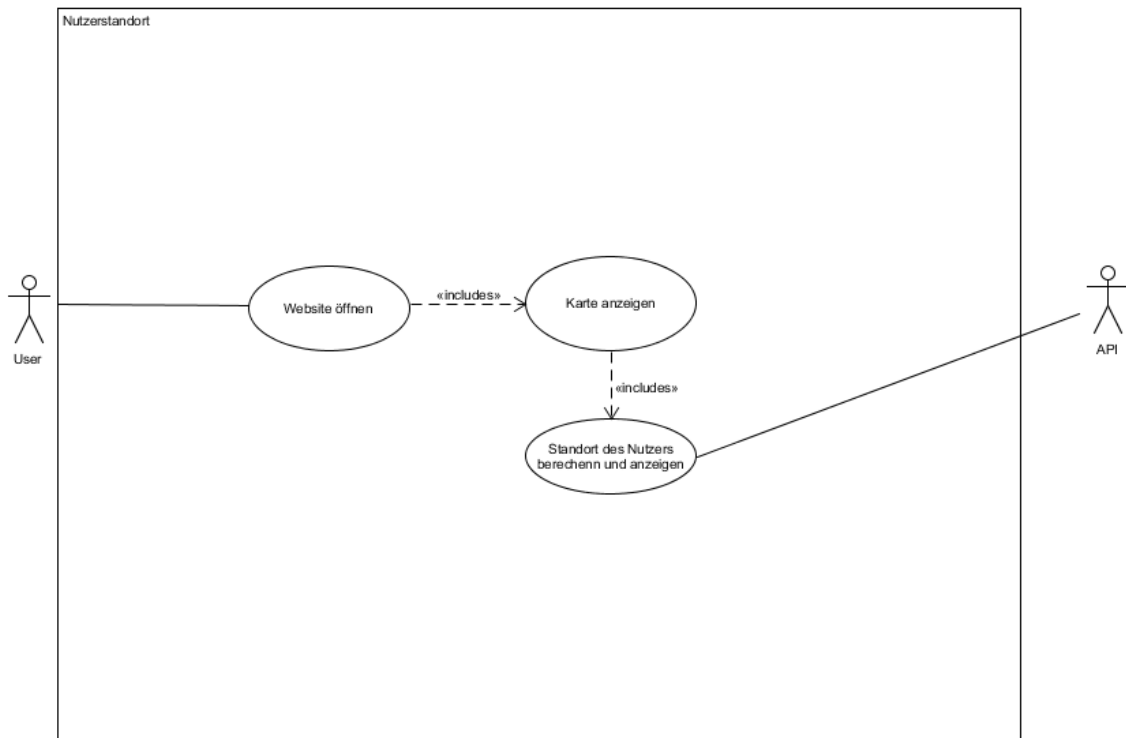 Nutzerstandort
User
Website öffnen
«includes»
Karte anzeigen
«includes»
Standort des Nutzers
berechenn und anzeigen
API